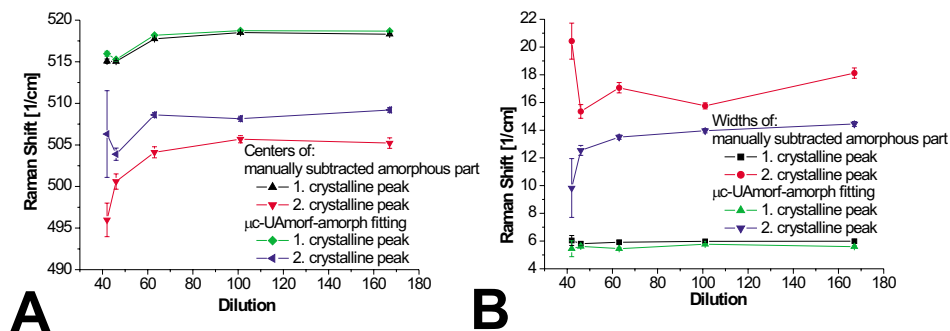 520
515
510
505
500
495
490
Raman Shift [1/cm]
Centers of:
manually subtracted amorphous part
1. crystalline peak
2. crystalline peak
μc-UAmorf-amorph fitting
1. crystalline peak
2. crystalline peak
40 60 80 100 120 140 160 180
Dilution
A
22
20
18
16
14
12
10
8
6
4
Raman Shift [1/cm]
Widths of:
manually subtracted amorphous part
1. crystalline peak
2. crystalline peak
μc-UAmorf-amorph fitting
1. crystalline peak
2. crystalline peak
40 60 80 100 120 140 160 180
Dilution
B